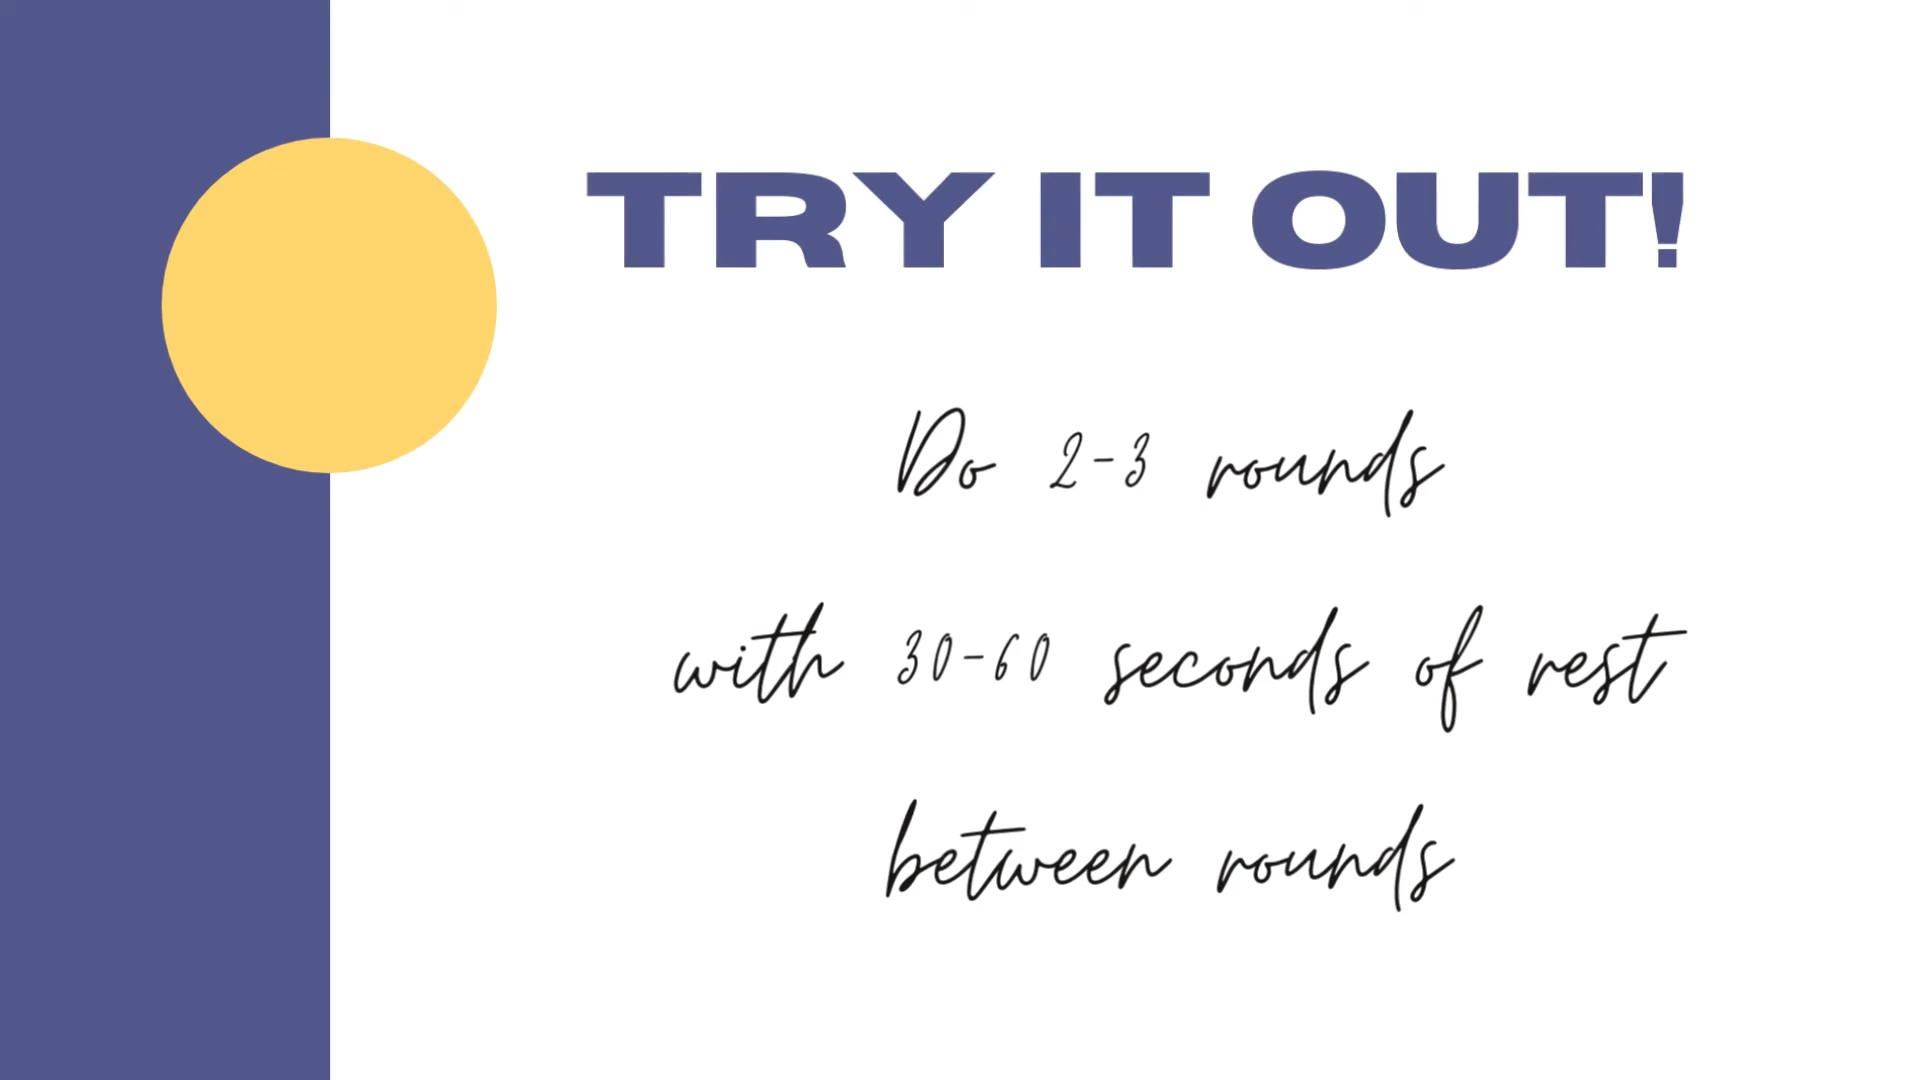 TRY IT OUT!
Do 2-3 rounds
with 30-60 seconds of rest
between rounds